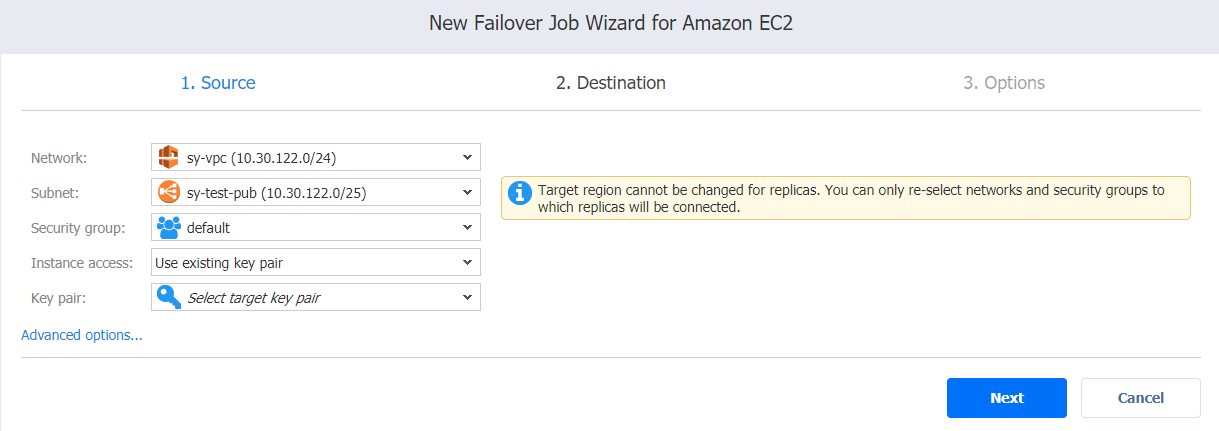 New Failover Job Wizard for Amazon EC2
1. Source
2. Destination
3. Options
Network:
sy-vpc (10.30.122.0/24)
Subnet:
sy-test-pub (10.30.122.0/25)
Target region cannot be changed for replicas. You can only re-select networks and security groups to
which replicas will be connected.
Security group:
default
Instance access:
Use existing key pair
Key pair:
Select target key pair
Advanced options...
Next
Cancel